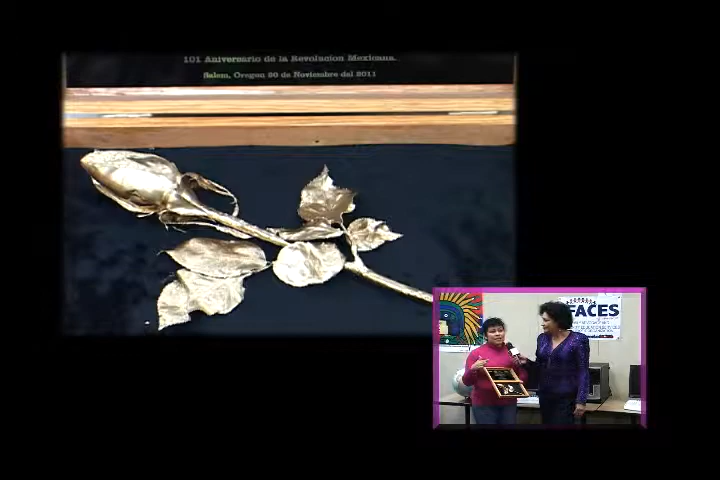 101 Aniversario de la Revolucion Mexicana.
Salem, Oregon 20 de Noviembre del 2011
FACES